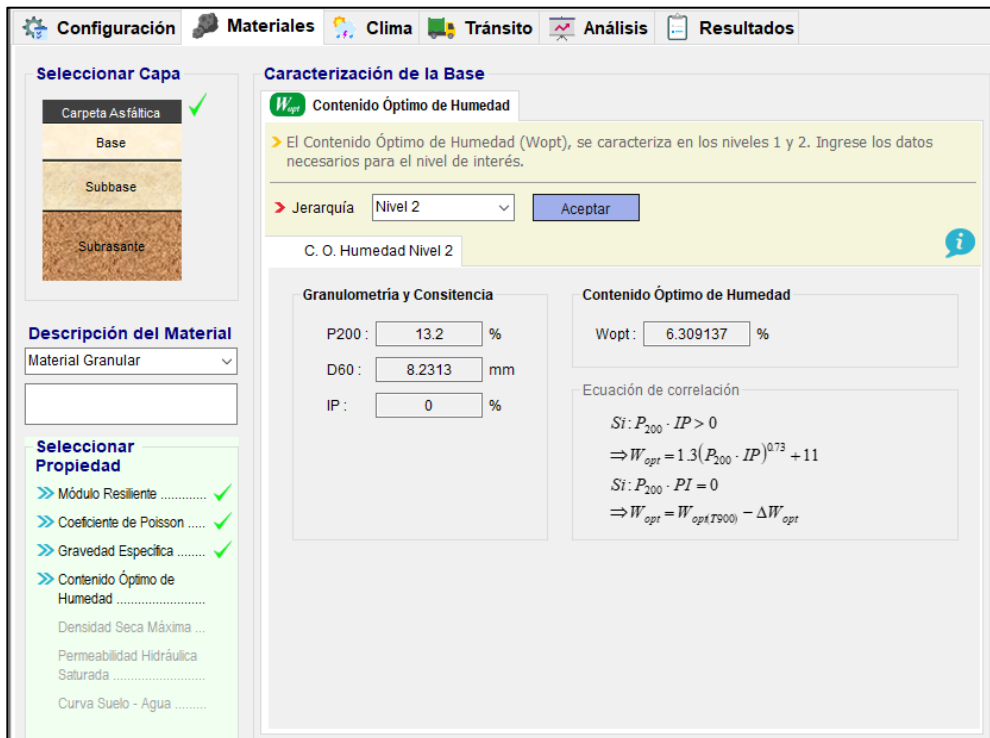 Configuración Materiales Clima Tránsito Análisis Resultados
Seleccionar Capa
Carpeta Asfáltica
Base
Subbase
Subrasante
Descripción del Material
Material Granular
Seleccionar
Propiedad
Módulo Resiliente ............
Coeficiente de Poisson .....
Gravedad Específica ........
Contenido Óptimo de
Humedad .........................
Densidad Seca Máxima ...
Permeabilidad Hidráulica
Saturada ..........................
Curva Suelo - Agua .........
Caracterización de la Base
Wopt Contenido Óptimo de Humedad
El Contenido Óptimo de Humedad (Wopt), se caracteriza en los niveles 1 y 2. Ingrese los datos
necesarios para el nivel de interés.
Jerarquía Nivel 2 Aceptar
i
C. O. Humedad Nivel 2
Granulometría y Consitencia
P200 : 13.2 %
D60 : 8.2313 mm
IP : 0 %
Contenido Óptimo de Humedad
Wopt : 6.309137 %
Ecuación de correlación
Si: P₂₀₀ · IP > 0
⇒ W_opt = 1.3(P₂₀₀ · IP)^0.73 + 11
Si: P₂₀₀ · PI = 0
⇒ W_opt = W_opt(T900) − ΔW_opt